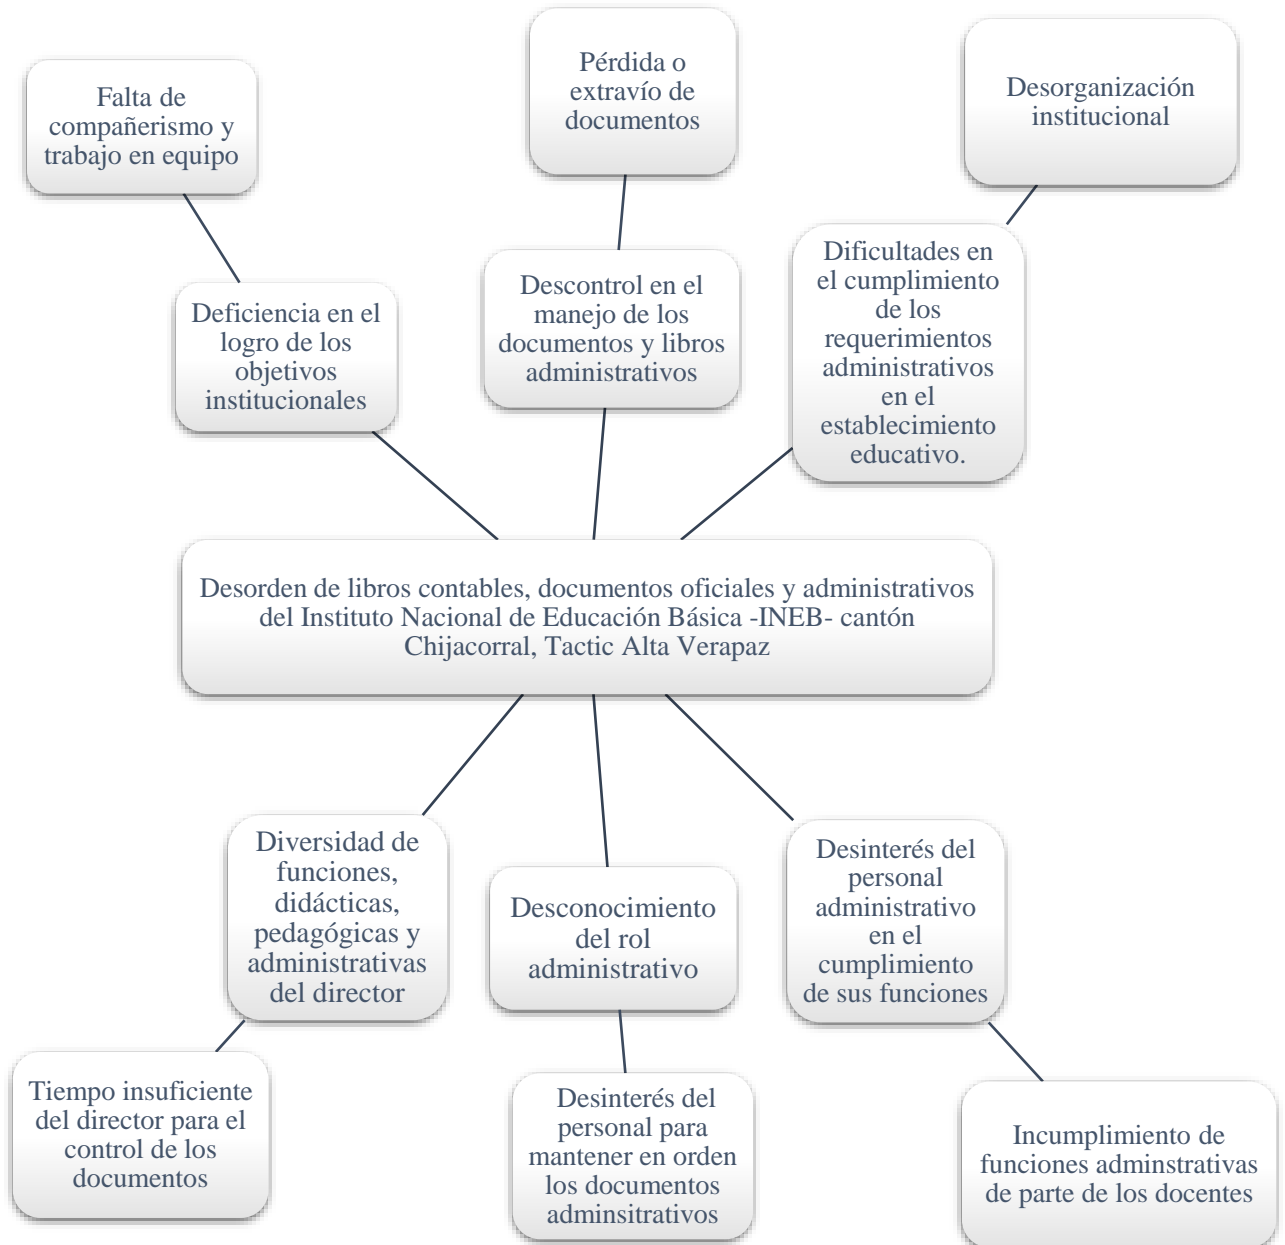 Falta de
compañerismo y
trabajo en equipo
Pérdida o
extravío de
documentos
Desorganización
institucional
Deficiencia en el
logro de los
objetivos
institucionales
Descontrol en el
manejo de los
documentos y libros
administrativos
Dificultades en
el cumplimiento
de los
requerimientos
administrativos
en el
establecimiento
educativo.
Desorden de libros contables, documentos oficiales y administrativos
del Instituto Nacional de Educación Básica -INEB- cantón
Chijacorral, Tactic Alta Verapaz
Diversidad de
funciones,
didácticas,
pedagógicas y
administrativas
del director
Desconocimiento
del rol
administrativo
Desinterés del
personal
administrativo
en el
cumplimiento
de sus funciones
Tiempo insuficiente
del director para el
control de los
documentos
Desinterés del
personal para
mantener en orden
los documentos
adminsitrativos
Incumplimiento de
funciones adminstrativas
de parte de los docentes